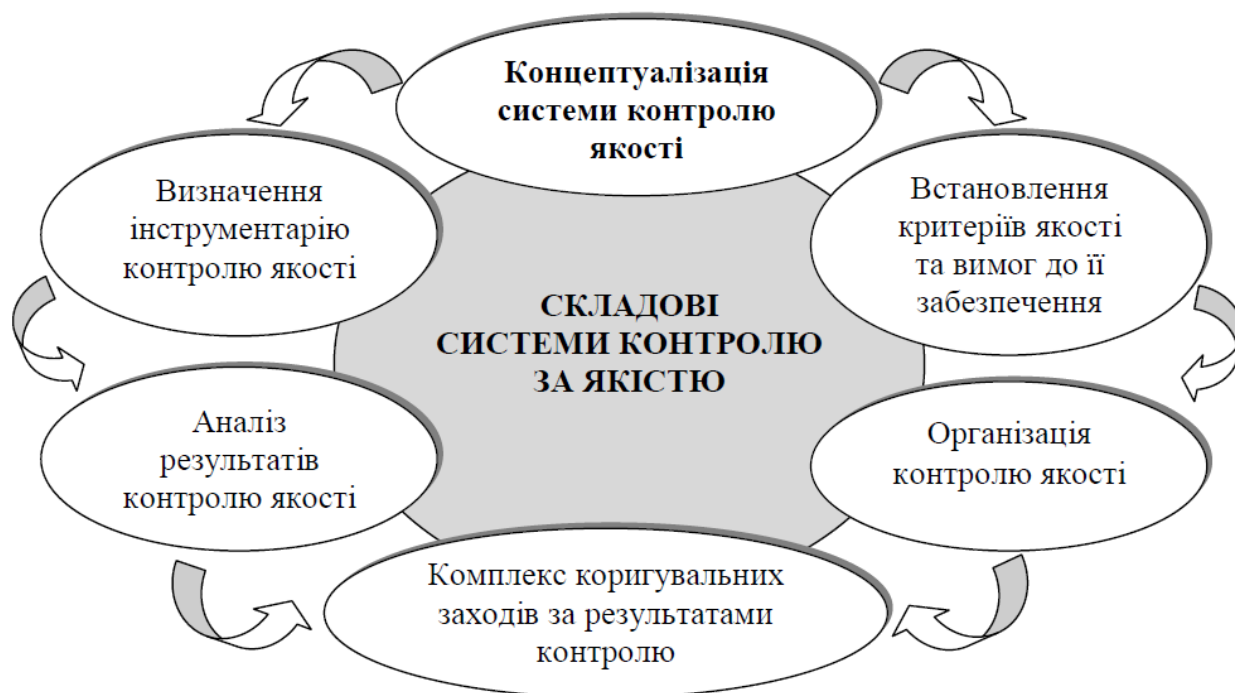 Концептуалізація
системи контролю
якості
Визначення
інструментарію
контролю якості
Встановлення
критеріїв якості
та вимог до її
забезпечення
СКЛАДОВІ
СИСТЕМИ КОНТРОЛЮ
ЗА ЯКІСТЮ
Аналіз
результатів
контролю якості
Організація
контролю якості
Комплекс коригувальних
заходів за результатами
контролю